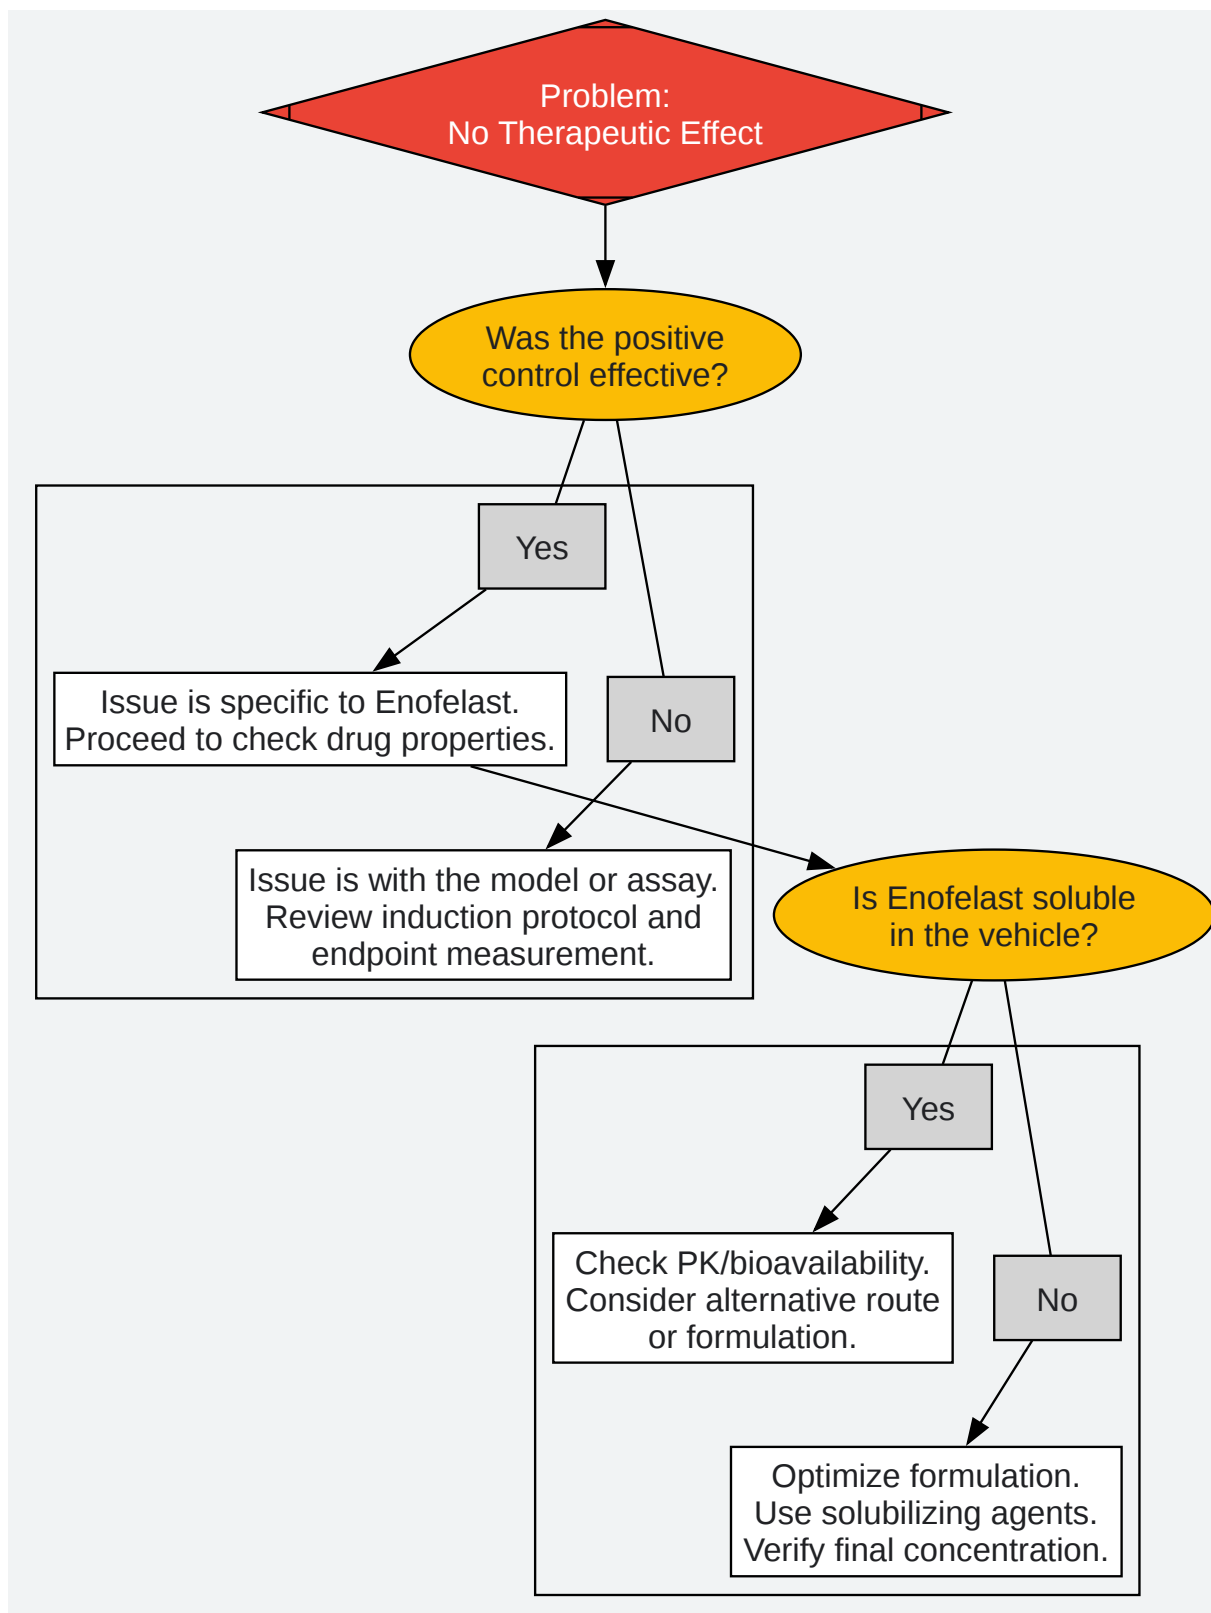 Problem:
No Therapeutic Effect
Was the positive
control effective?
Yes
Issue is specific to Enofelast.
Proceed to check drug properties.
No
Issue is with the model or assay.
Review induction protocol and
endpoint measurement.
Is Enofelast soluble
in the vehicle?
Yes
Check PK/bioavailability.
Consider alternative route
or formulation.
No
Optimize formulation.
Use solubilizing agents.
Verify final concentration.